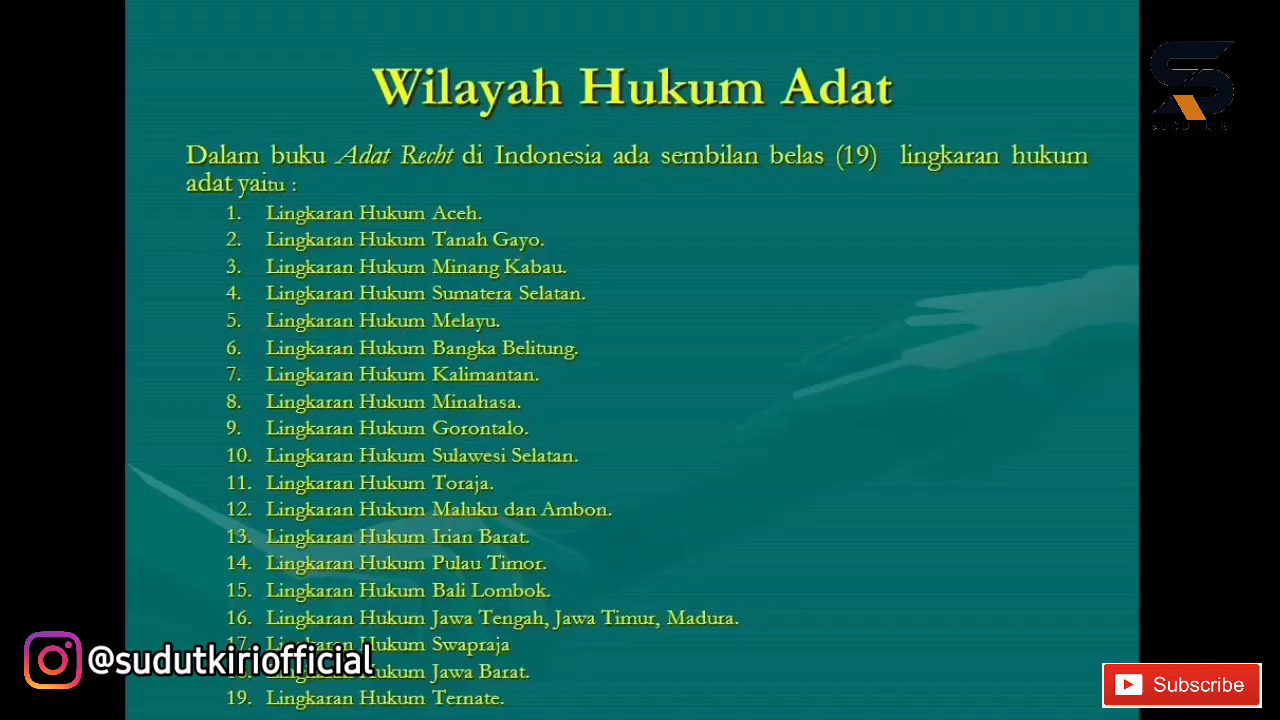 Wilayah Hukum Adat
Dalam buku Adat Recht di Indonesia ada sembilan belas (19) lingkaran hukum
adat yaitu :
1. Lingkaran Hukum Aceh.
2. Lingkaran Hukum Tanah Gayo.
3. Lingkaran Hukum Minang Kabau.
4. Lingkaran Hukum Sumatera Selatan.
5. Lingkaran Hukum Melayu.
6. Lingkaran Hukum Bangka Belitung.
7. Lingkaran Hukum Kalimantan.
8. Lingkaran Hukum Minahasa.
9. Lingkaran Hukum Gorontalo.
10. Lingkaran Hukum Sulawesi Selatan.
11. Lingkaran Hukum Toraja.
12. Lingkaran Hukum Maluku dan Ambon.
13. Lingkaran Hukum Irian Barat.
14. Lingkaran Hukum Pulau Timor.
15. Lingkaran Hukum Bali Lombok.
16. Lingkaran Hukum Jawa Tengah, Jawa Timur, Madura.
17. Lingkaran Hukum Swapraja
Lingkaran Hukum Jawa Barat.
19. Lingkaran Hukum Ternate.
@sudutkiriofficial
Subscribe